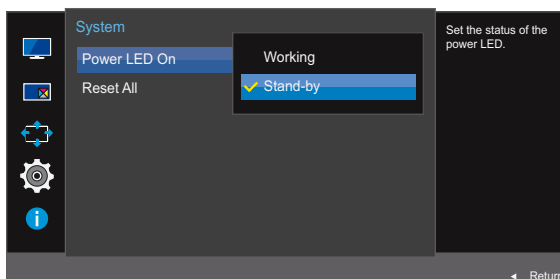 System
Set the status of the
power LED.
Power LED On
Working
Reset All
Stand-by
Return